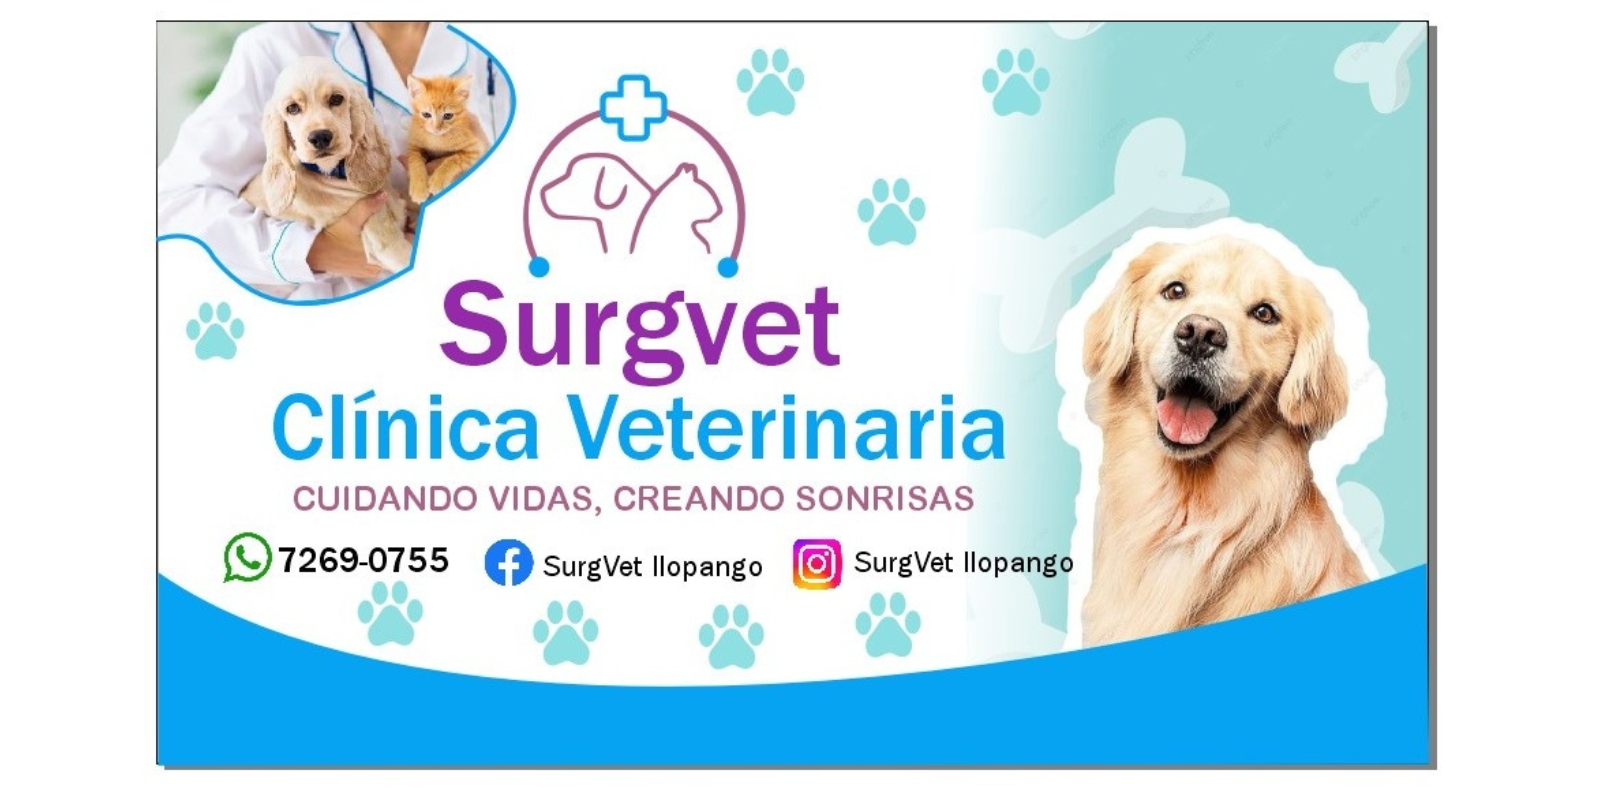 Surgvet
Clínica Veterinaria
CUIDANDO VIDAS, CREANDO SONRISAS
7269-0755
SurgVet Ilopango
SurgVet Ilopango